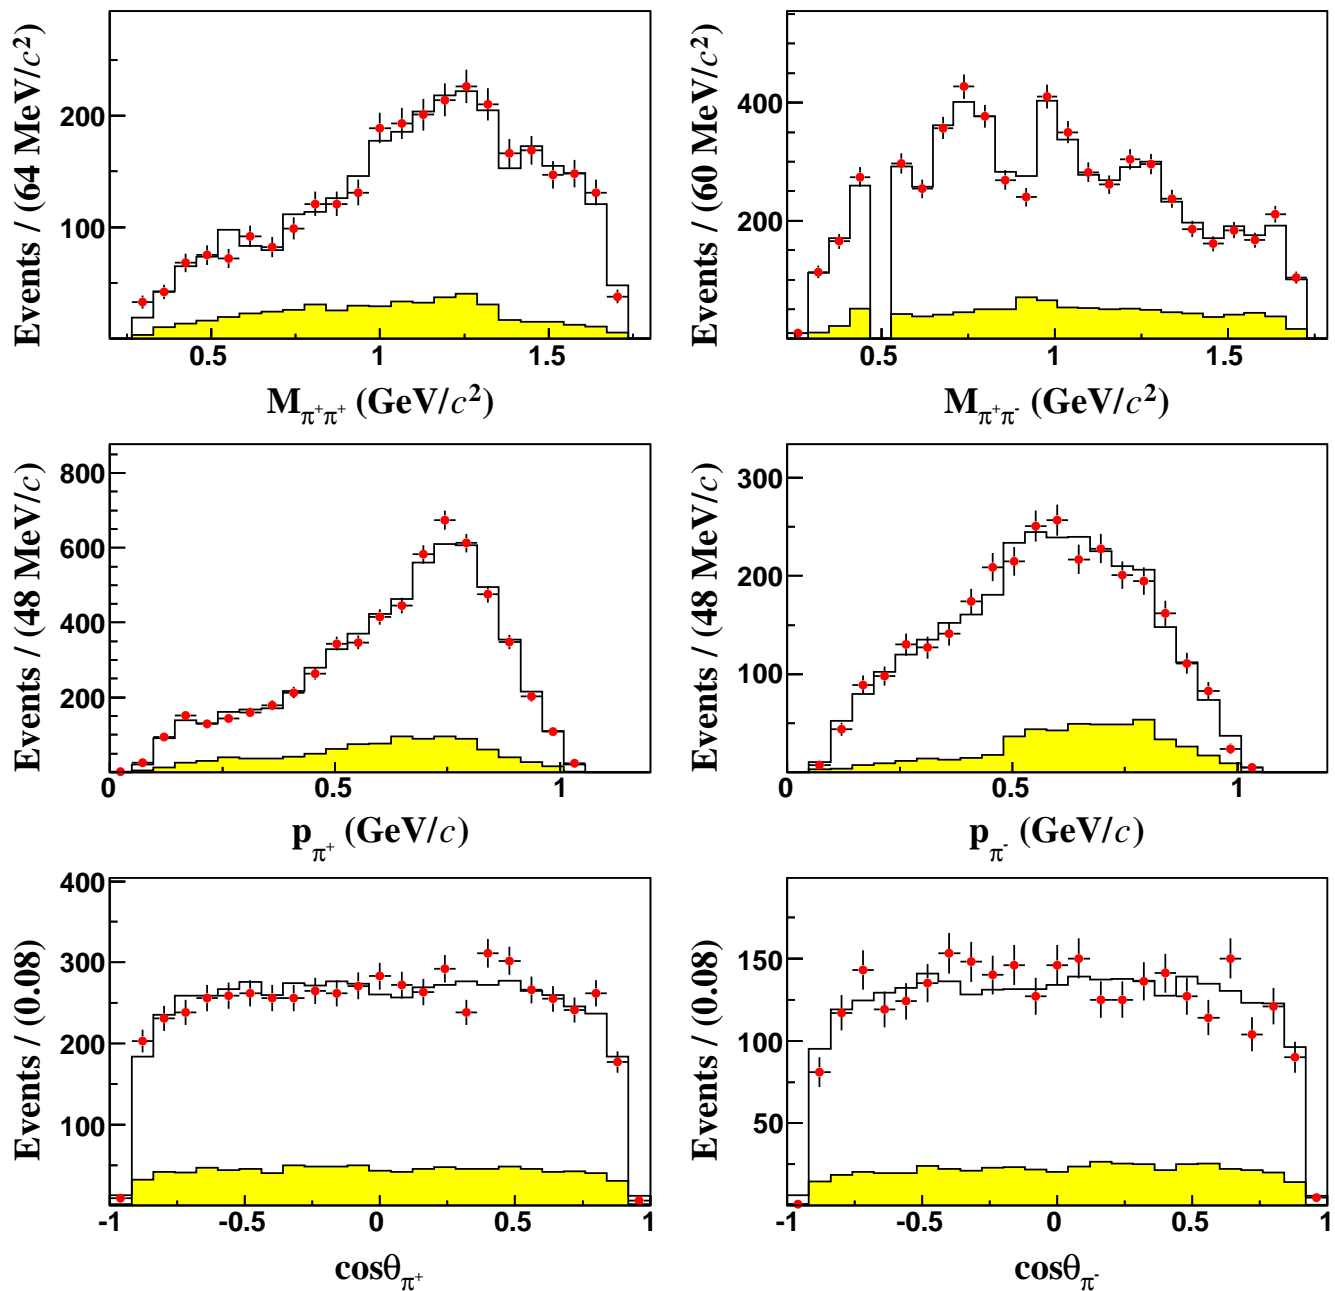 Events / (64 MeV/c²)
200
100
0.5 1 1.5
M_π⁺π⁺ (GeV/c²)
Events / (60 MeV/c²)
400
200
0.5 1 1.5
M_π⁺π⁻ (GeV/c²)
Events / (48 MeV/c)
800
600
400
200
0 0.5 1
p_π⁺ (GeV/c)
Events / (48 MeV/c)
300
200
100
0 0.5 1
p_π⁻ (GeV/c)
Events / (0.08)
400
300
200
100
-1 -0.5 0 0.5 1
cosθ_π⁺
Events / (0.08)
150
100
50
-1 -0.5 0 0.5 1
cosθ_π⁻